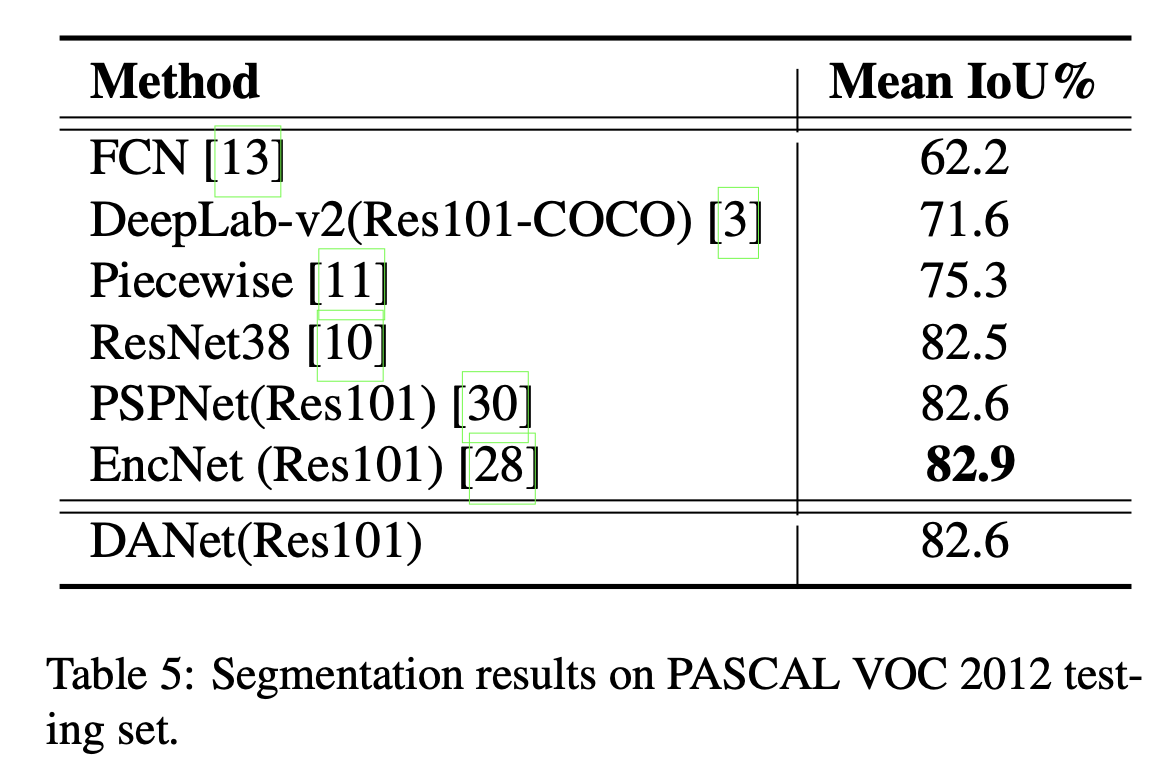 Method Mean IoU%
FCN [13] 62.2
DeepLab-v2(Res101-COCO) [3] 71.6
Piecewise [11] 75.3
ResNet38 [10] 82.5
PSPNet(Res101) [30] 82.6
EncNet (Res101) [28] 82.9
DANet(Res101) 82.6
Table 5: Segmentation results on PASCAL VOC 2012 test-
ing set.